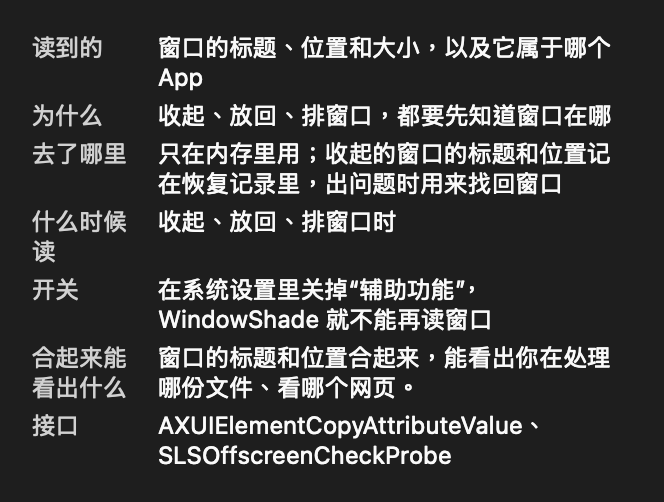 读到的 窗口的标题、位置和大小，以及它属于哪个
App
为什么 收起、放回、排窗口，都要先知道窗口在哪
去了哪里 只在内存里用；收起的窗口的标题和位置记
在恢复记录里，出问题时用来找回窗口
什么时候 收起、放回、排窗口时
读
开关 在系统设置里关掉“辅助功能”，
WindowShade 就不能再读窗口
合起来能 窗口的标题和位置合起来，能看出你在处理
看出什么 哪份文件、看哪个网页。
接口 AXUIElementCopyAttributeValue、
SLSOffscreenCheckProbe